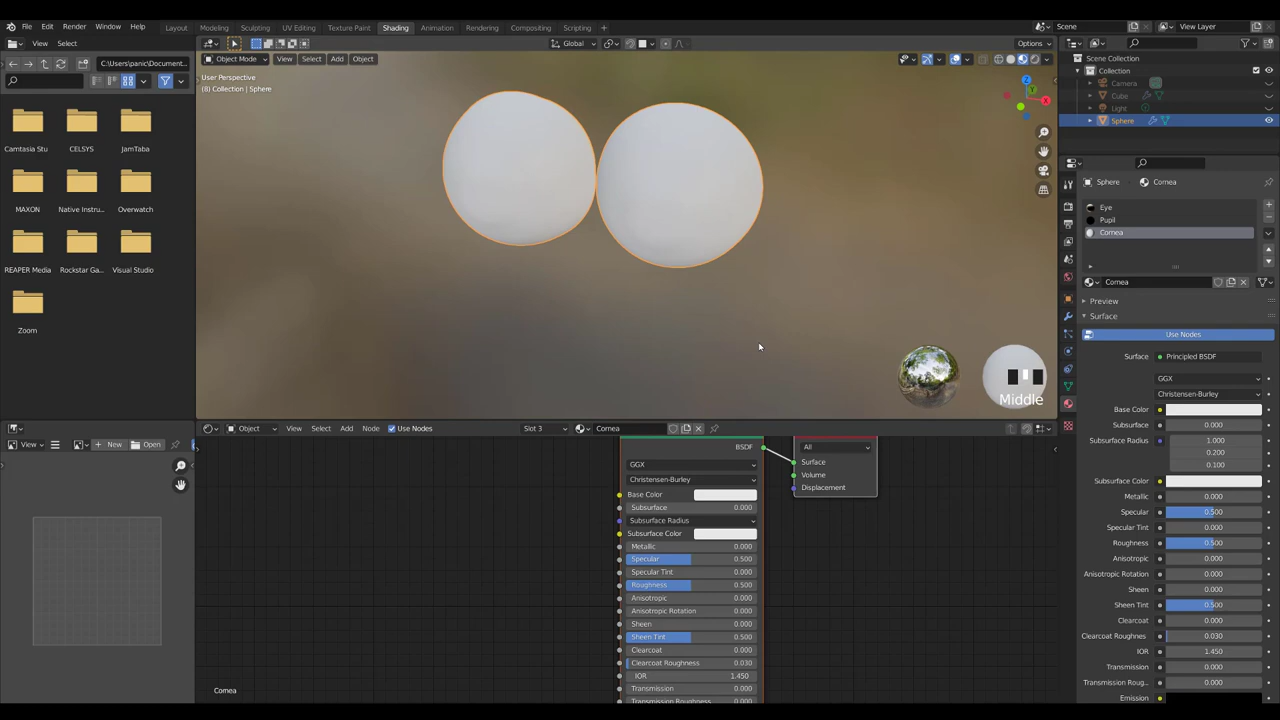 File Edit Render Window Help Layout Modeling Sculpting UV Editing Texture Paint Shading Animation Rendering Compositing Scripting Scene View Layer
View Select Global Options
C:\Users\panic\Document... Object Mode View Select Add Object
User Perspective
(8) Collection | Sphere
Scene Collection
Collection
Camera
Cube
Light
Sphere
Camtasia Stu CELSYS JamTaba
MAXON Native Instru... Overwatch
REAPER Media Rockstar Ga... Visual Studio
Zoom
X
Y
Z
Middle
Sphere Cornea
Eye
Pupil
Cornea
Cornea
Preview
Surface
Use Nodes
Surface Principled BSDF
GGX
Christensen-Burley
Base Color
Subsurface 0.000
Subsurface Radius 1.000
0.200
0.100
Subsurface Color
Metallic 0.000
Specular 0.500
Specular Tint 0.000
Roughness 0.500
Anisotropic 0.000
Anisotropic Rotation 0.000
Sheen 0.000
Sheen Tint 0.500
Clearcoat 0.000
Clearcoat Roughnes 0.030
IOR 1.450
Transmission 0.000
Transmission Roug... 0.000
Emission
View New Open
Object View Select Add Node Use Nodes Slot 3 Cornea
BSDF
GGX
Christensen-Burley
Base Color
Subsurface 0.000
Subsurface Radius
Subsurface Color
Metallic 0.000
Specular 0.500
Specular Tint 0.000
Roughness 0.500
Anisotropic 0.000
Anisotropic Rotation 0.000
Sheen 0.000
Sheen Tint 0.500
Clearcoat 0.000
Clearcoat Roughness 0.030
IOR 1.450
Transmission 0.000
Transmission Roughness 0.000
All
Surface
Volume
Displacement
Cornea